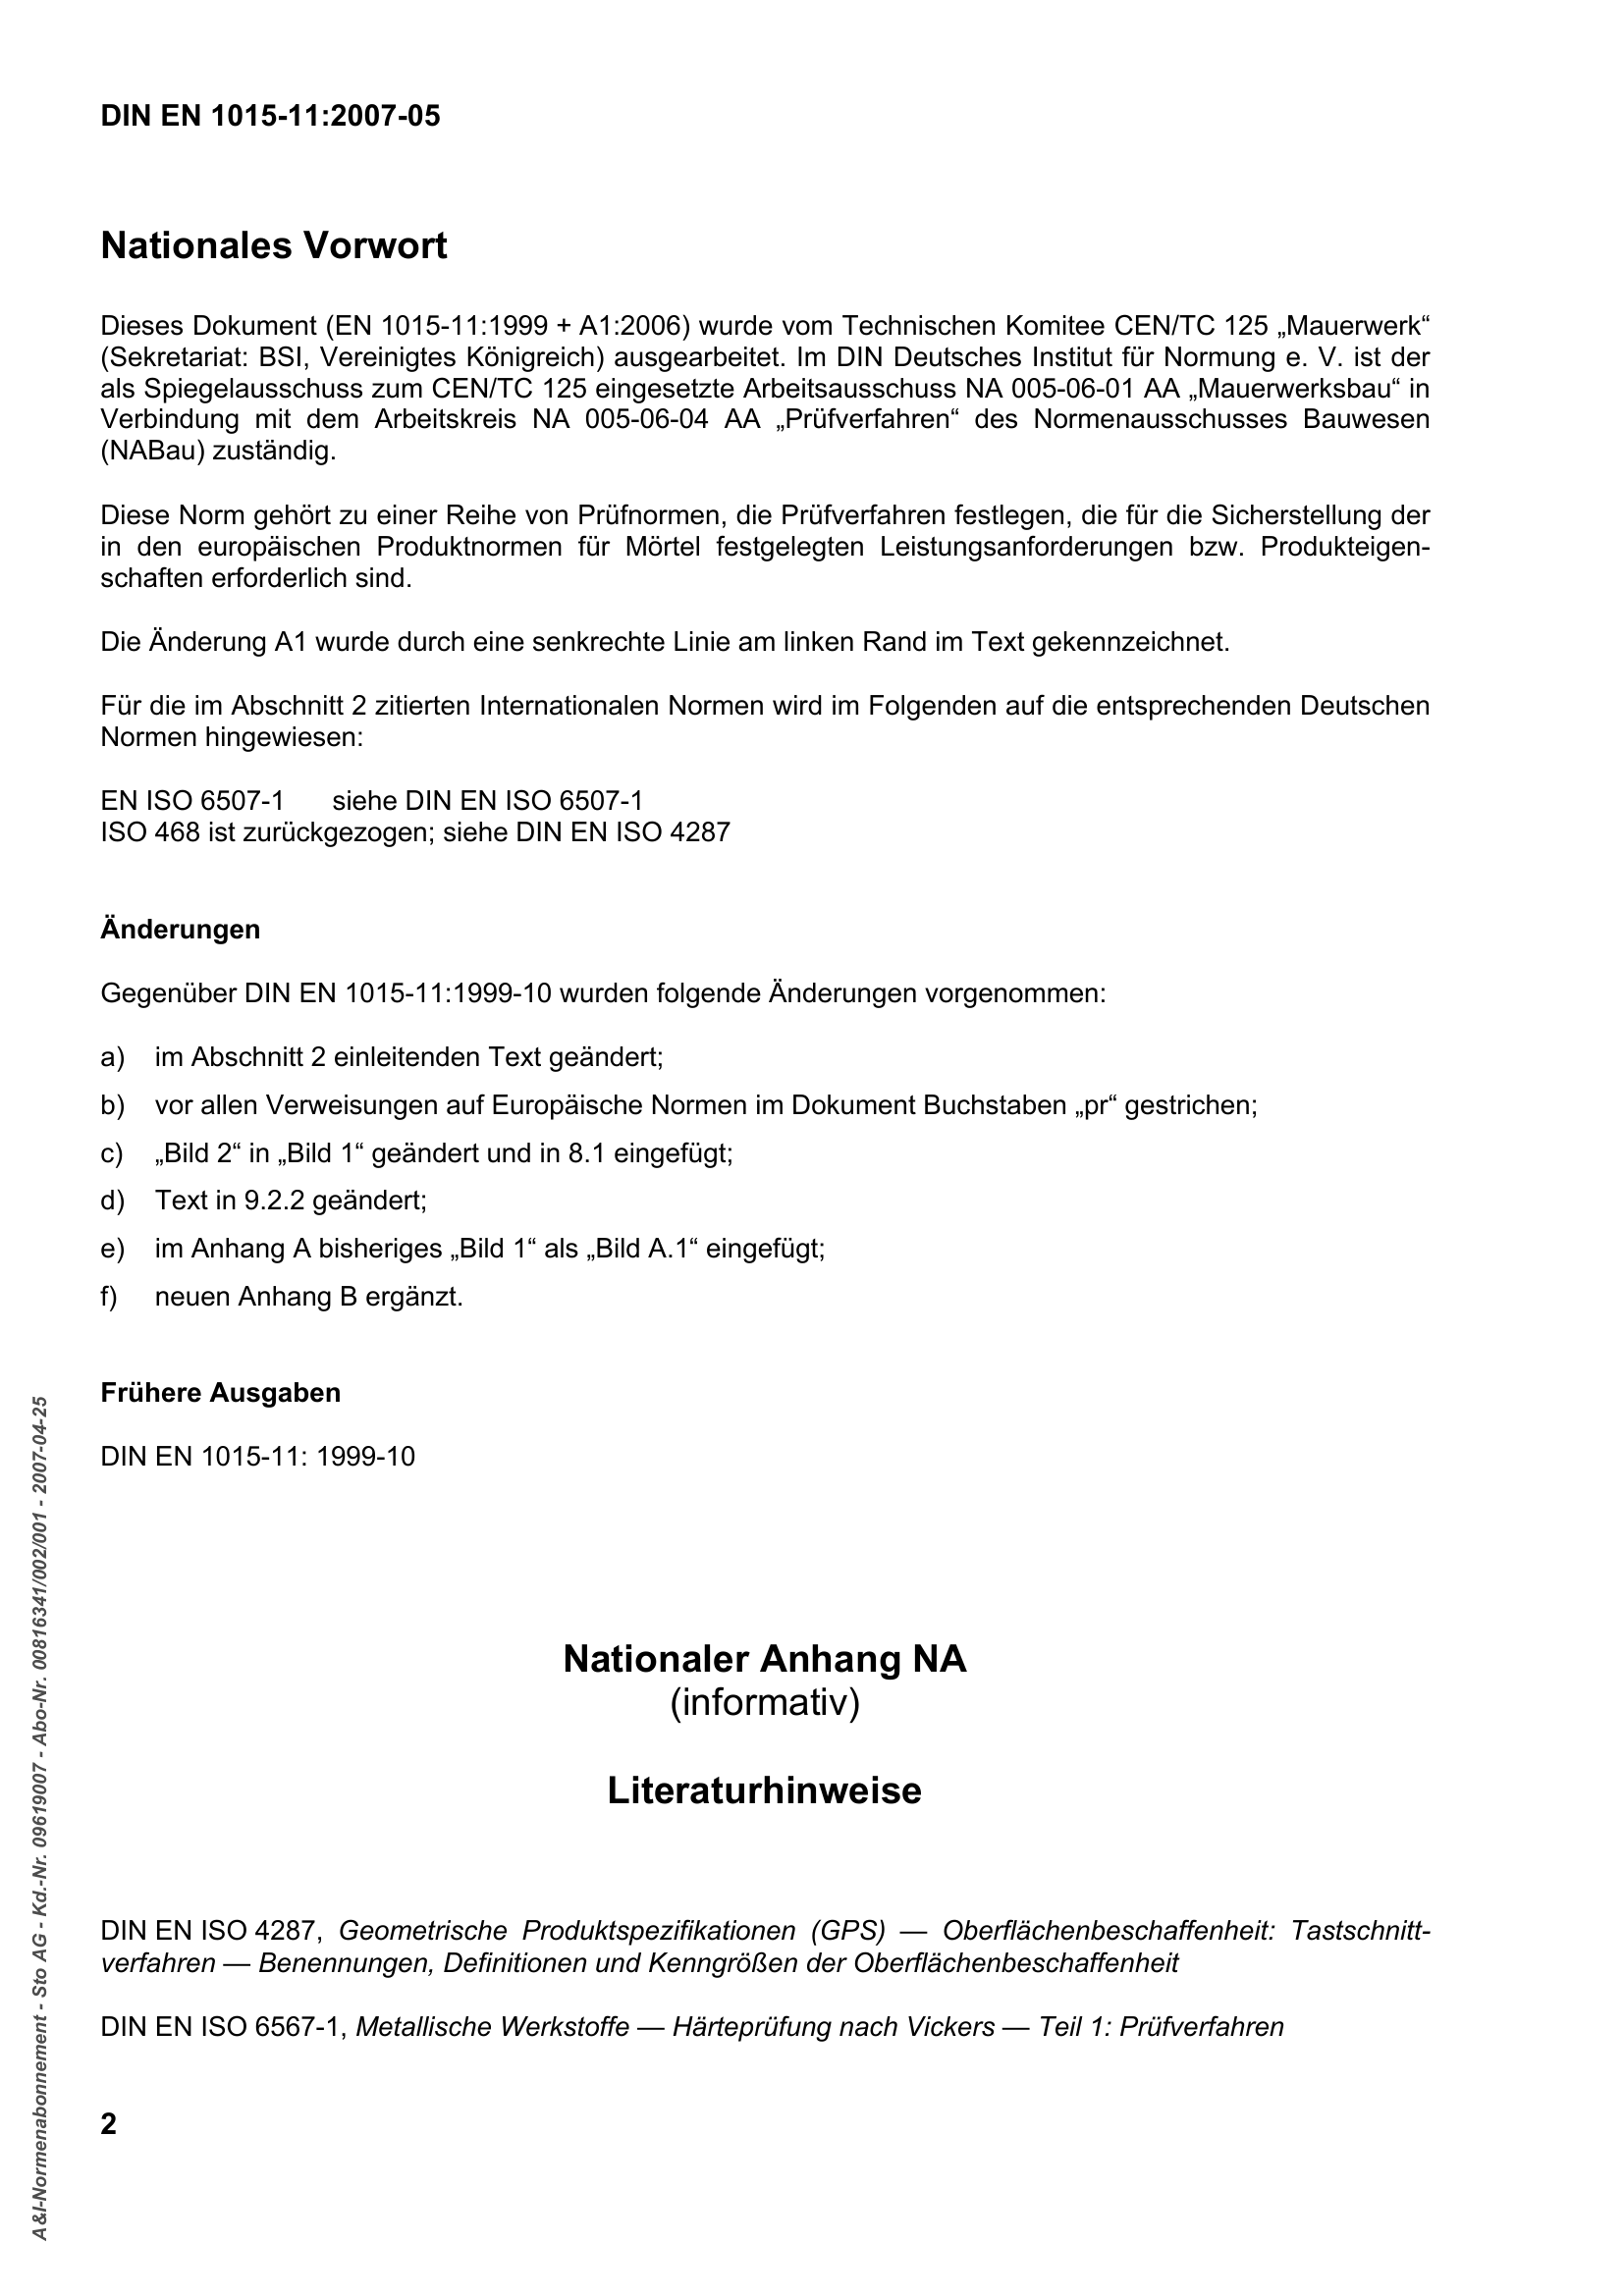 DIN EN 1015-11:2007-05
Nationales Vorwort
Dieses Dokument (EN 1015-11:1999 + A1:2006) wurde vom Technischen Komitee CEN/TC 125 „Mauerwerk“
(Sekretariat: BSI, Vereinigtes Königreich) ausgearbeitet. Im DIN Deutsches Institut für Normung e. V. ist der
als Spiegelausschuss zum CEN/TC 125 eingesetzte Arbeitsausschuss NA 005-06-01 AA „Mauerwerksbau“ in
Verbindung mit dem Arbeitskreis NA 005-06-04 AA „Prüfverfahren“ des Normenausschusses Bauwesen
(NABau) zuständig.
Diese Norm gehört zu einer Reihe von Prüfnormen, die Prüfverfahren festlegen, die für die Sicherstellung der
in den europäischen Produktnormen für Mörtel festgelegten Leistungsanforderungen bzw. Produkteigen-
schaften erforderlich sind.
Die Änderung A1 wurde durch eine senkrechte Linie am linken Rand im Text gekennzeichnet.
Für die im Abschnitt 2 zitierten Internationalen Normen wird im Folgenden auf die entsprechenden Deutschen
Normen hingewiesen:
EN ISO 6507-1 siehe DIN EN ISO 6507-1
ISO 468 ist zurückgezogen; siehe DIN EN ISO 4287
Änderungen
Gegenüber DIN EN 1015-11:1999-10 wurden folgende Änderungen vorgenommen:
a) im Abschnitt 2 einleitenden Text geändert;
b) vor allen Verweisungen auf Europäische Normen im Dokument Buchstaben „pr“ gestrichen;
c) „Bild 2“ in „Bild 1“ geändert und in 8.1 eingefügt;
d) Text in 9.2.2 geändert;
e) im Anhang A bisheriges „Bild 1“ als „Bild A.1“ eingefügt;
f) neuen Anhang B ergänzt.
Frühere Ausgaben
DIN EN 1015-11: 1999-10
Nationaler Anhang NA
(informativ)
Literaturhinweise
DIN EN ISO 4287, Geometrische Produktspezifikationen (GPS) — Oberflächenbeschaffenheit: Tastschnitt-
verfahren — Benennungen, Definitionen und Kenngrößen der Oberflächenbeschaffenheit
DIN EN ISO 6567-1, Metallische Werkstoffe — Härteprüfung nach Vickers — Teil 1: Prüfverfahren
2
A&I-Normenabonnement - Sto AG - Kd.-Nr. 09619007 - Abo-Nr. 00816341/002/001 - 2007-04-25